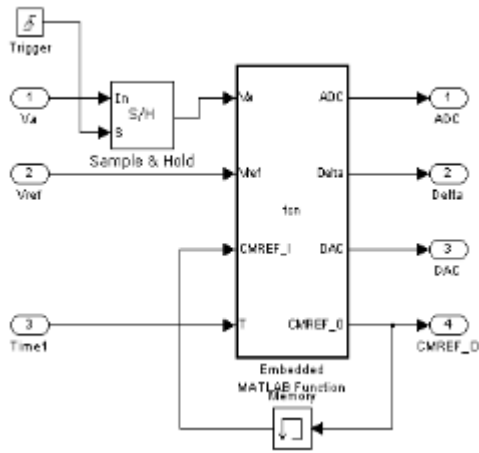 Trigger
1
Va
In
S/H
S
Sample & Hold
2
Vref
3
Time1
Va
Vref
CMREF_I
T
fcn
ADC
Delta
DAC
CMREF_O
Embedded
MATLAB Function
Memory
1
ADC
2
Delta
3
DAC
4
CMREF_O